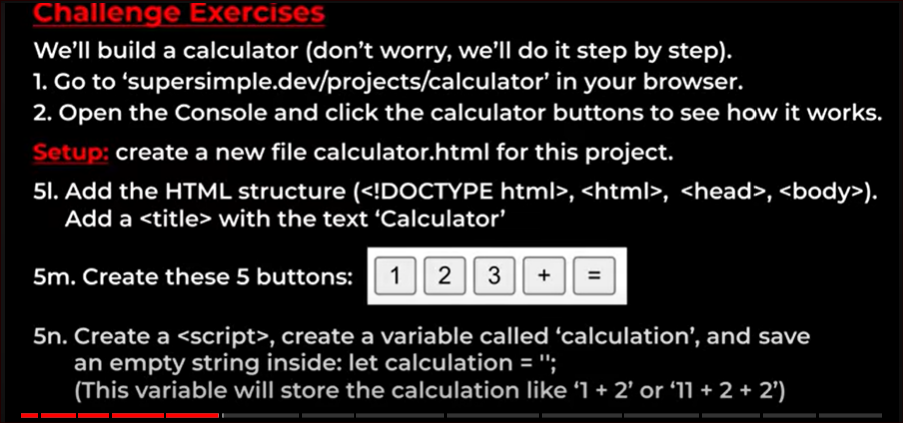 Challenge Exercises
We’ll build a calculator (don’t worry, we’ll do it step by step).
1. Go to ‘supersimple.dev/projects/calculator’ in your browser.
2. Open the Console and click the calculator buttons to see how it works.
Setup: create a new file calculator.html for this project.
5l. Add the HTML structure (<!DOCTYPE html>, <html>, <head>, <body>).
Add a <title> with the text ‘Calculator’
5m. Create these 5 buttons: 1 2 3 + =
5n. Create a <script>, create a variable called ‘calculation’, and save
an empty string inside: let calculation = '';
(This variable will store the calculation like ‘1 + 2’ or ‘11 + 2 + 2’)